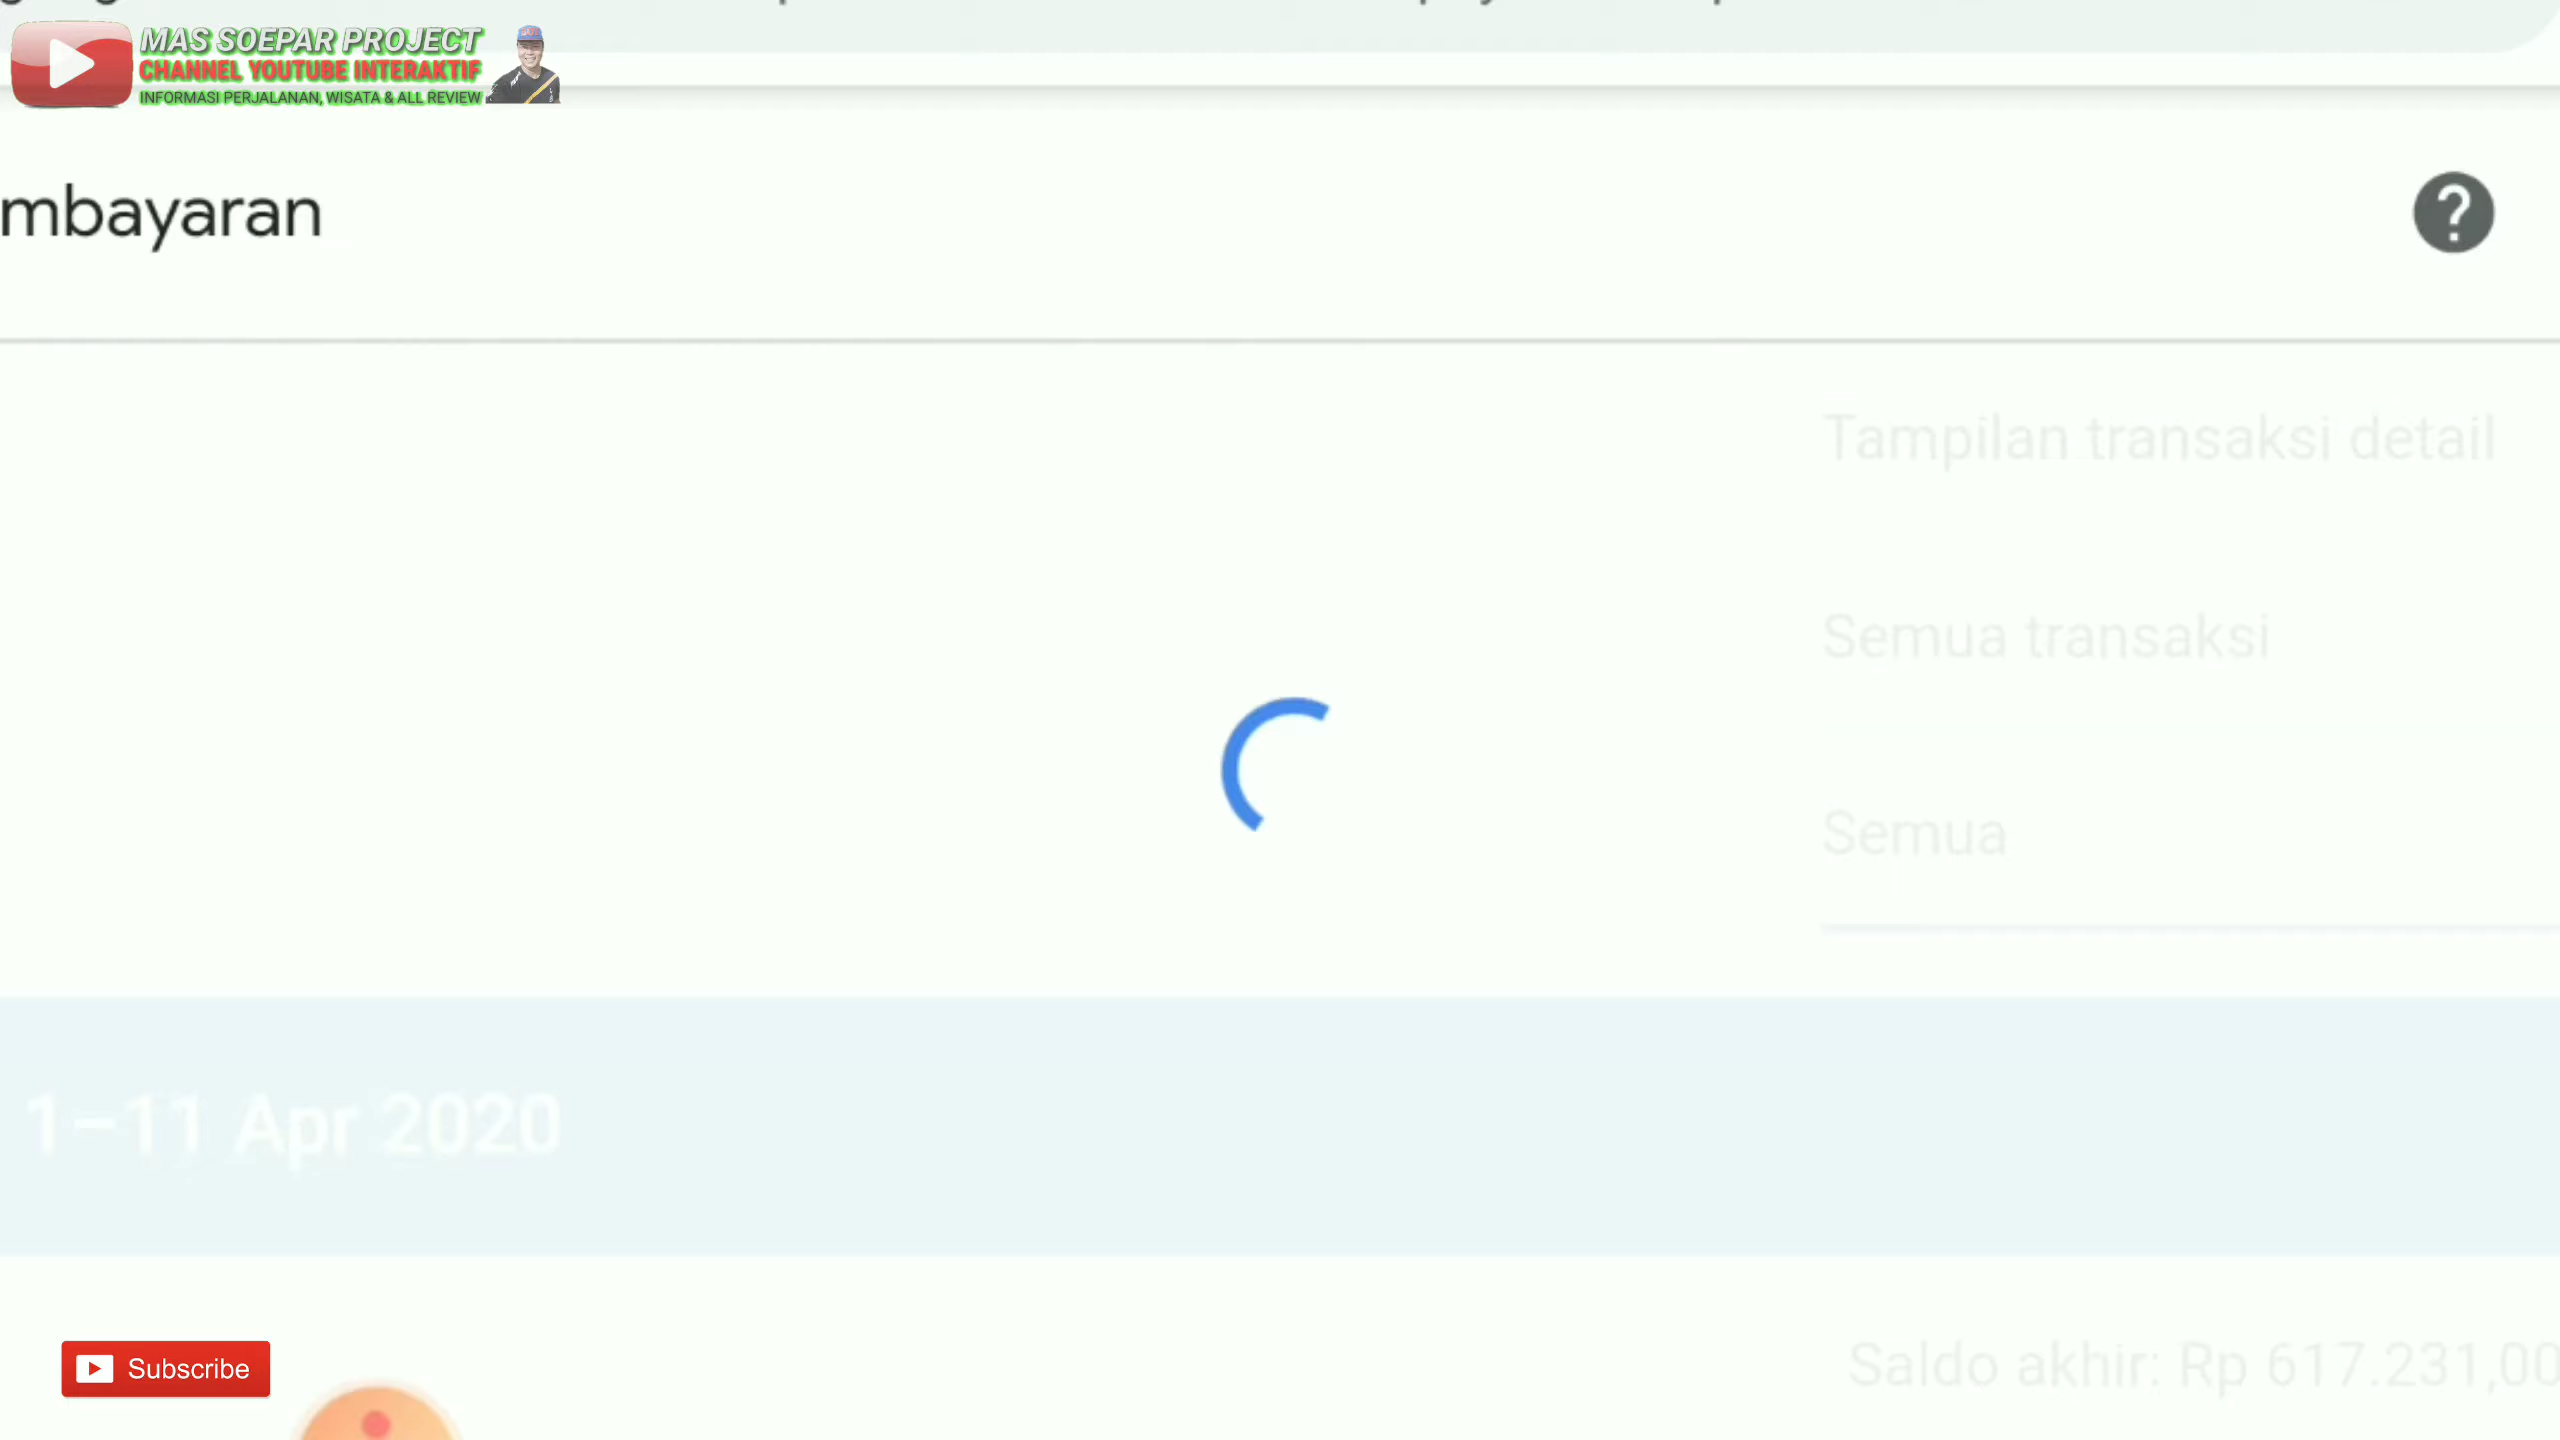 MAS SOEPAR PROJECT
CHANNEL YOUTUBE INTERAKTIF
INFORMASI PERJALANAN, WISATA & ALL REVIEW
mbayaran
Tampilan transaksi detail
Semua transaksi
Semua
1–11 Apr 2020
Saldo akhir: Rp 617.231,00
Subscribe